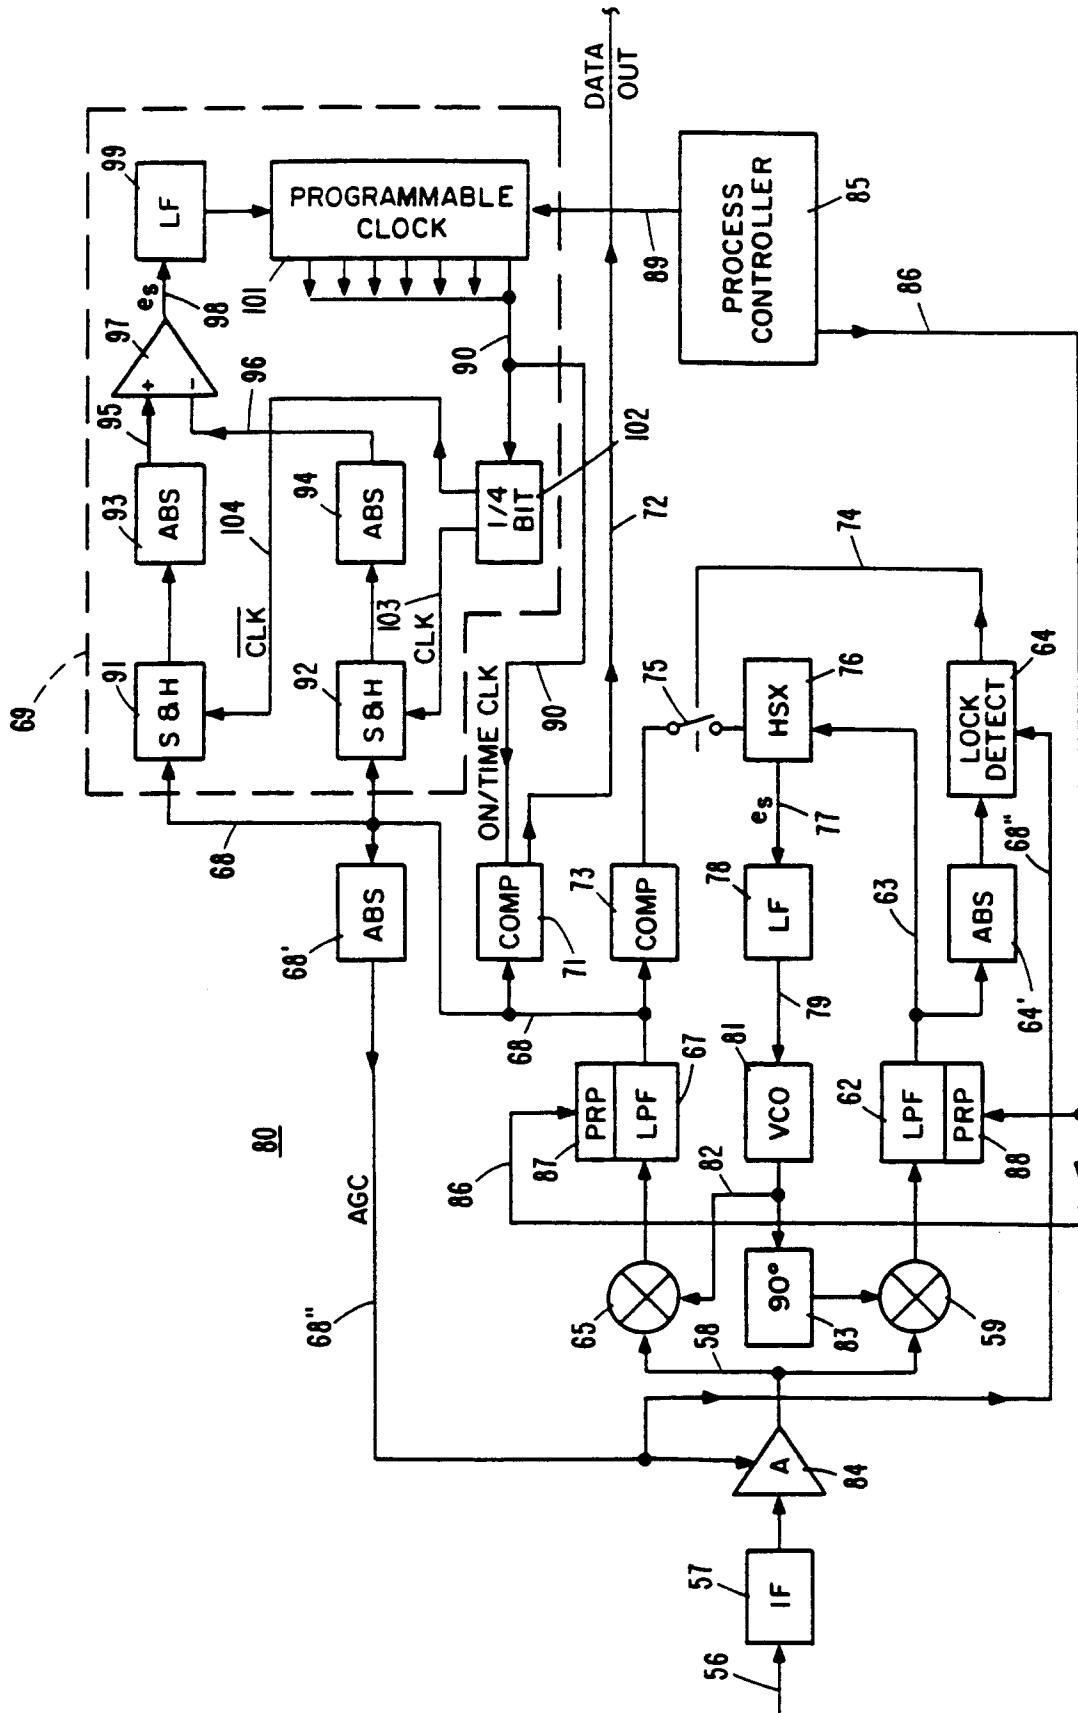 69
91
S & H
93
ABS
95
97
+
-
e_s
98
99
LF
101
PROGRAMMABLE
CLOCK
104
CLK
96
94
ABS
92
S & H
103
CLK
1/4
BIT
102
90
68
ON/TIME CLK
90
DATA
OUT
72
89
PROCESS
CONTROLLER
85
86
68'
ABS
AGC
68"
80
COMP
71
68
73
COMP
75
HSX
76
74
e_s
77
78
LF
79
81
VCO
82
83
90°
86
PRP
87
LPF
67
65
58
59
62
LPF
PRP
88
63
ABS
64'
LOCK
DETECT
64
68"
A
84
57
IF
56